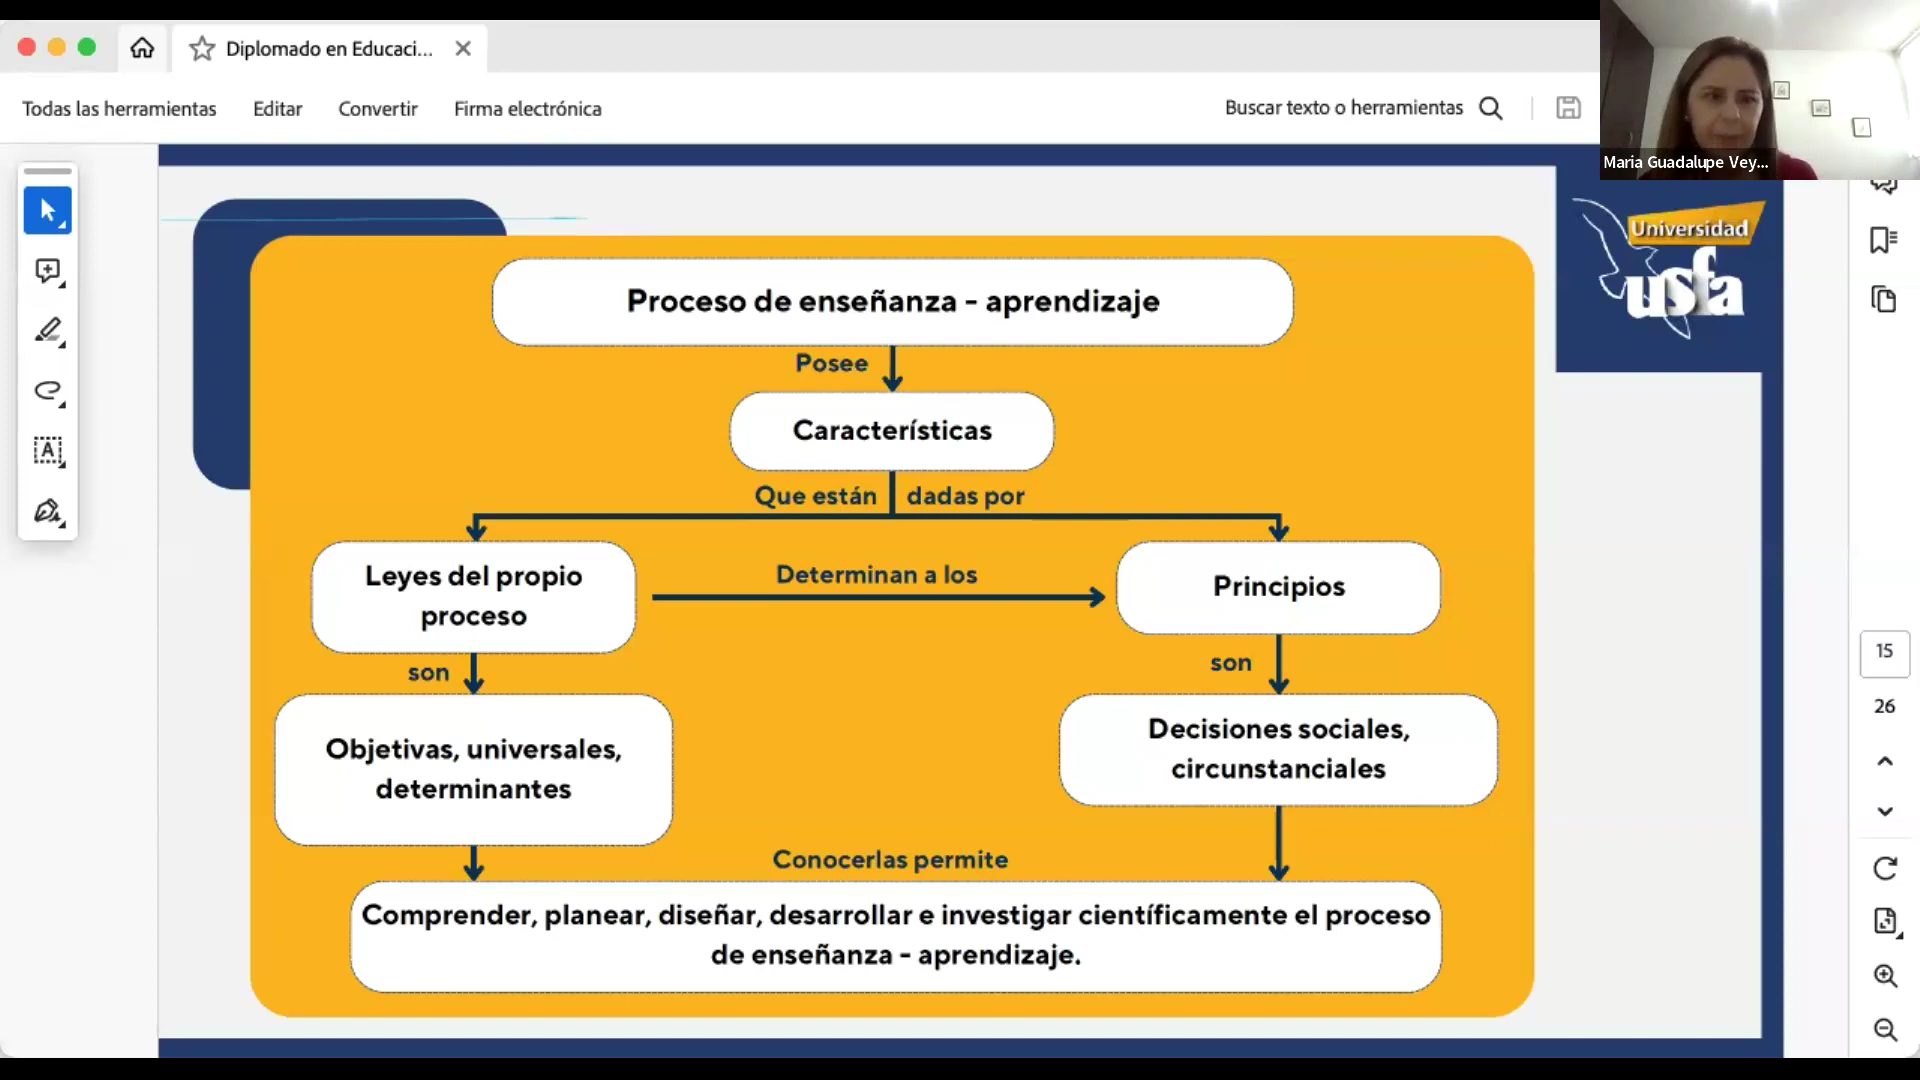 Diplomado en Educaci...
Todas las herramientas
Editar
Convertir
Firma electrónica
Buscar texto o herramientas
Maria Guadalupe Vey...
Universidad
usfa
Proceso de enseñanza - aprendizaje
Posee
Características
Que están dadas por
Leyes del propio
proceso
Determinan a los
Principios
son
son
Objetivas, universales,
determinantes
Decisiones sociales,
circunstanciales
Conocerlas permite
Comprender, planear, diseñar, desarrollar e investigar científicamente el proceso
de enseñanza - aprendizaje.
15
26